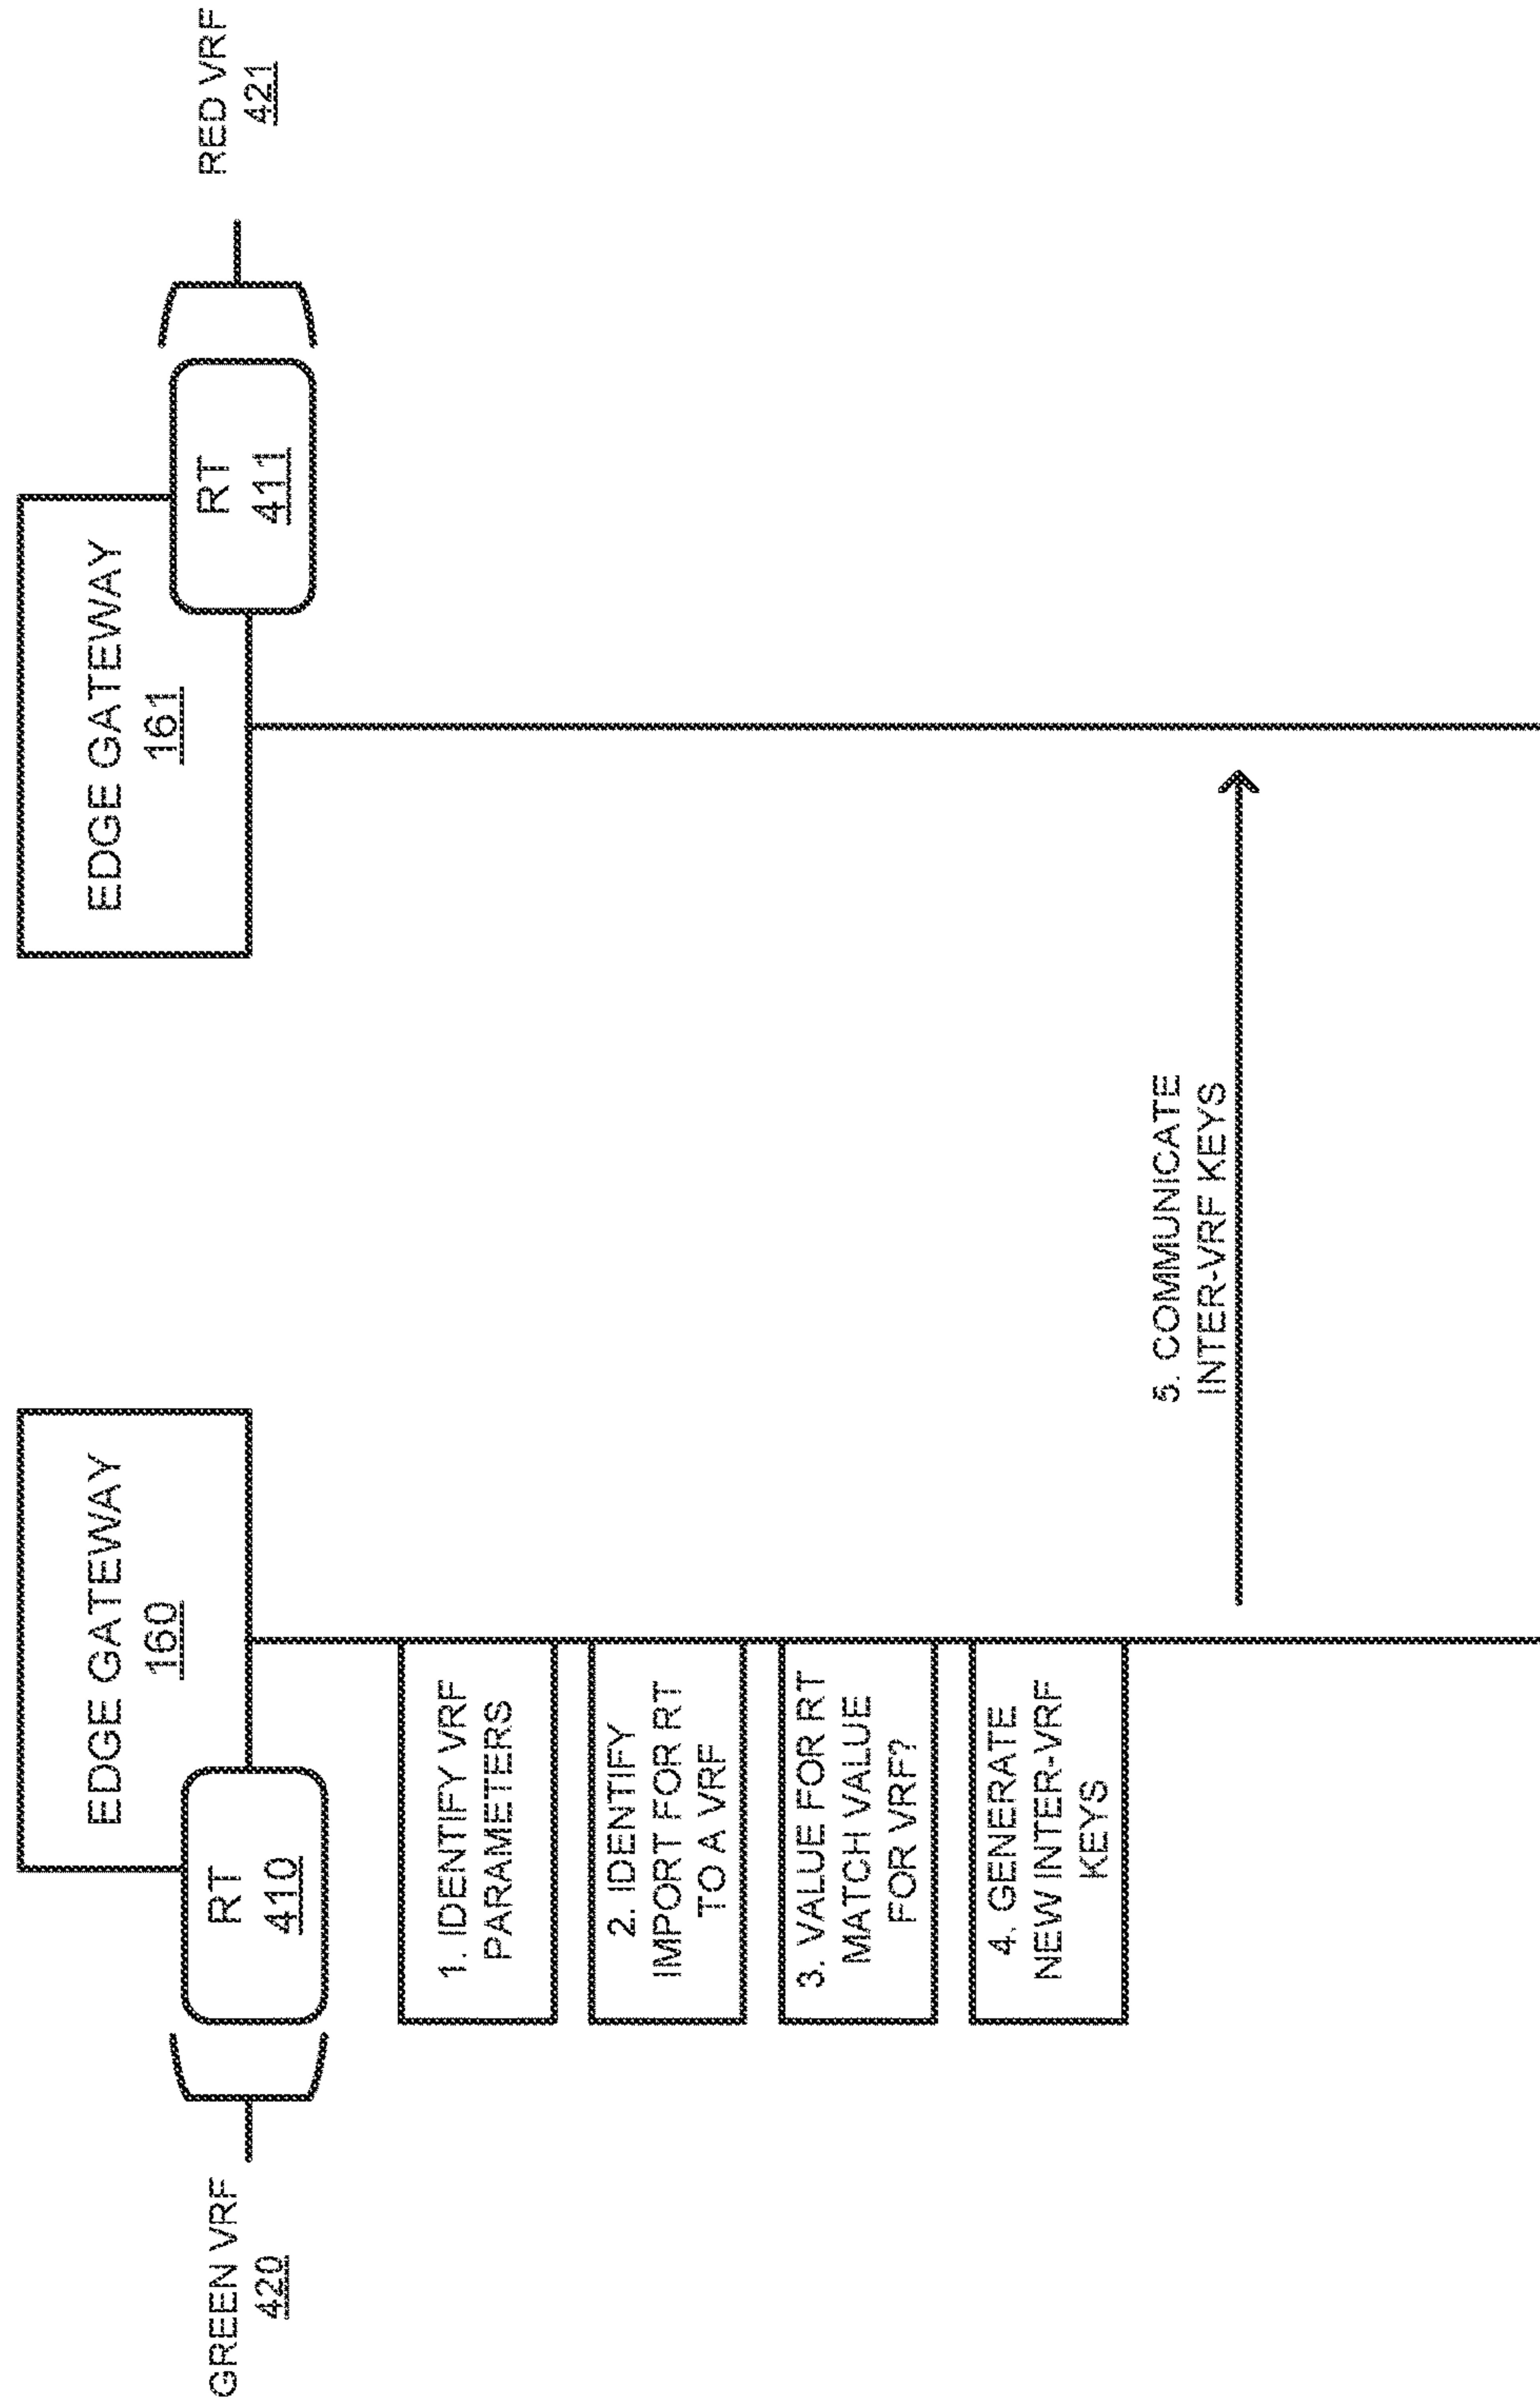 EDGE GATEWAY
160
RT
410
GREEN VRF
420
EDGE GATEWAY
161
RT
411
RED VRF
421
1. IDENTIFY VRF
PARAMETERS
2. IDENTIFY
IMPORT FOR RT
TO A VRF
3. VALUE FOR RT
MATCH VALUE
FOR VRF?
4. GENERATE
NEW INTER-VRF
KEYS
5. COMMUNICATE
INTER-VRF KEYS